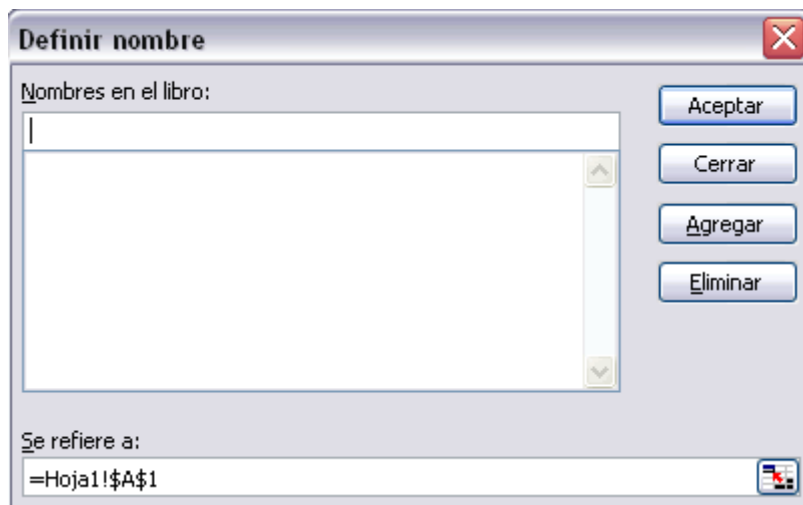 Definir nombre
Nombres en el libro:
Aceptar
Cerrar
Agregar
Eliminar
Se refiere a:
=Hoja1!$A$1